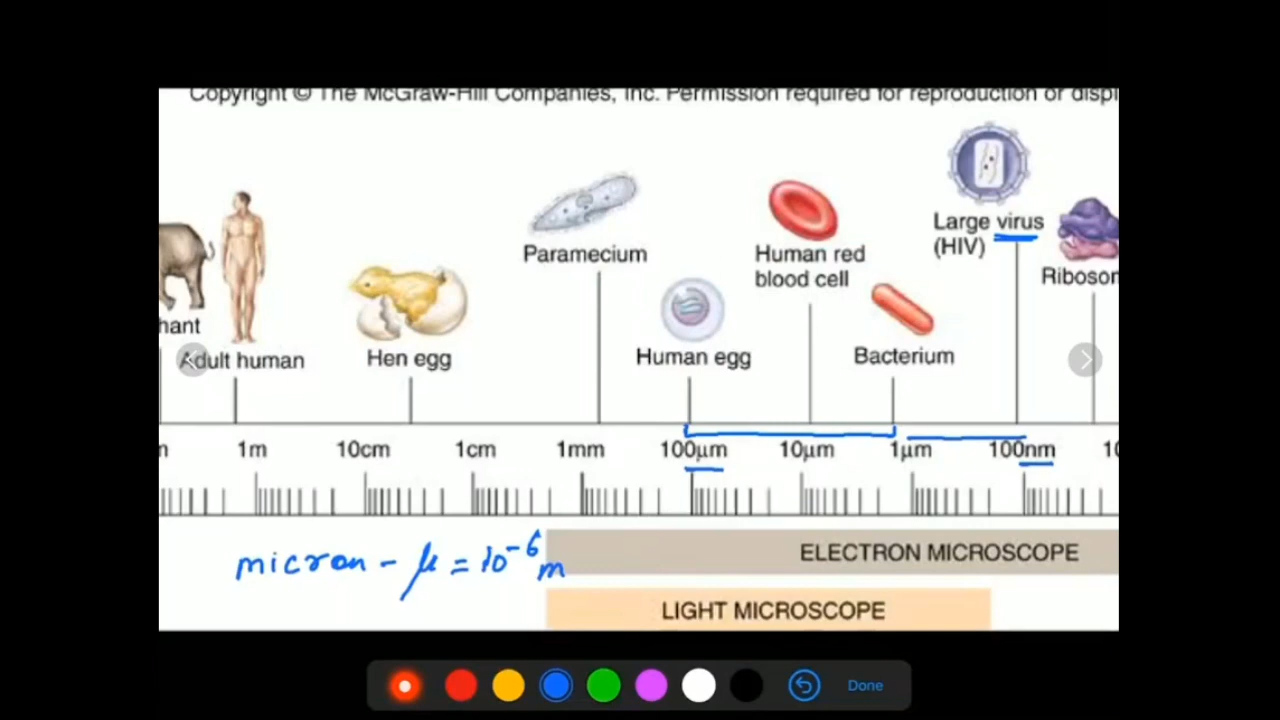 Copyright © The McGraw-Hill Companies, Inc. Permission required for reproduction or displ
Large virus
(HIV)
Paramecium
Human red
blood cell
Ribosor
hant
Adult human
Hen egg
Human egg
Bacterium
1m 10cm 1cm 1mm 100µm 10µm 1µm 100nm 10
micron - µ = 10⁻⁶ m
ELECTRON MICROSCOPE
LIGHT MICROSCOPE
Done